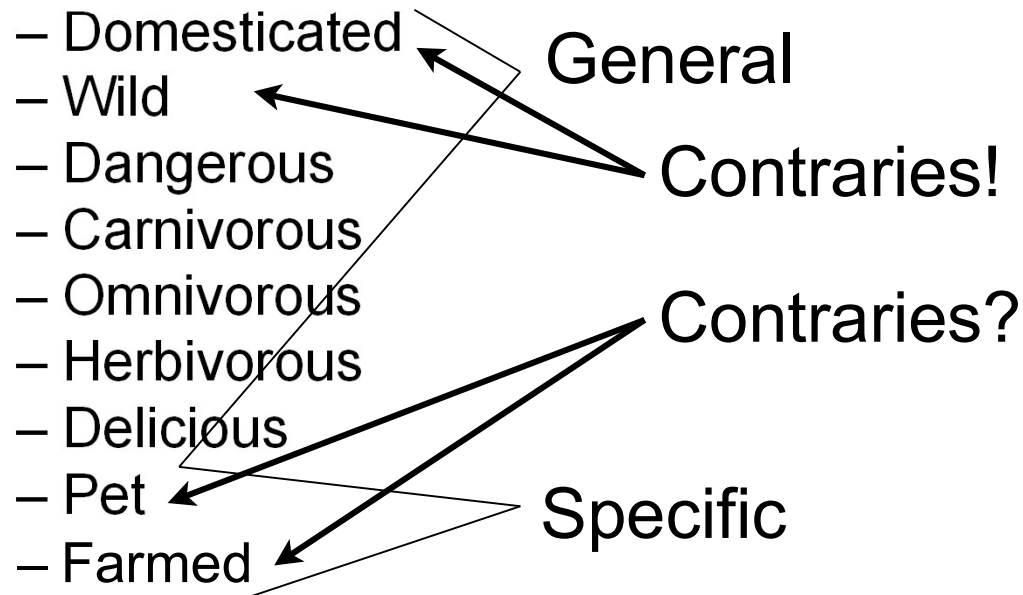 – Domesticated
– Wild
– Dangerous
– Carnivorous
– Omnivorous
– Herbivorous
– Delicious
– Pet
– Farmed
General
Contraries!
Contraries?
Specific